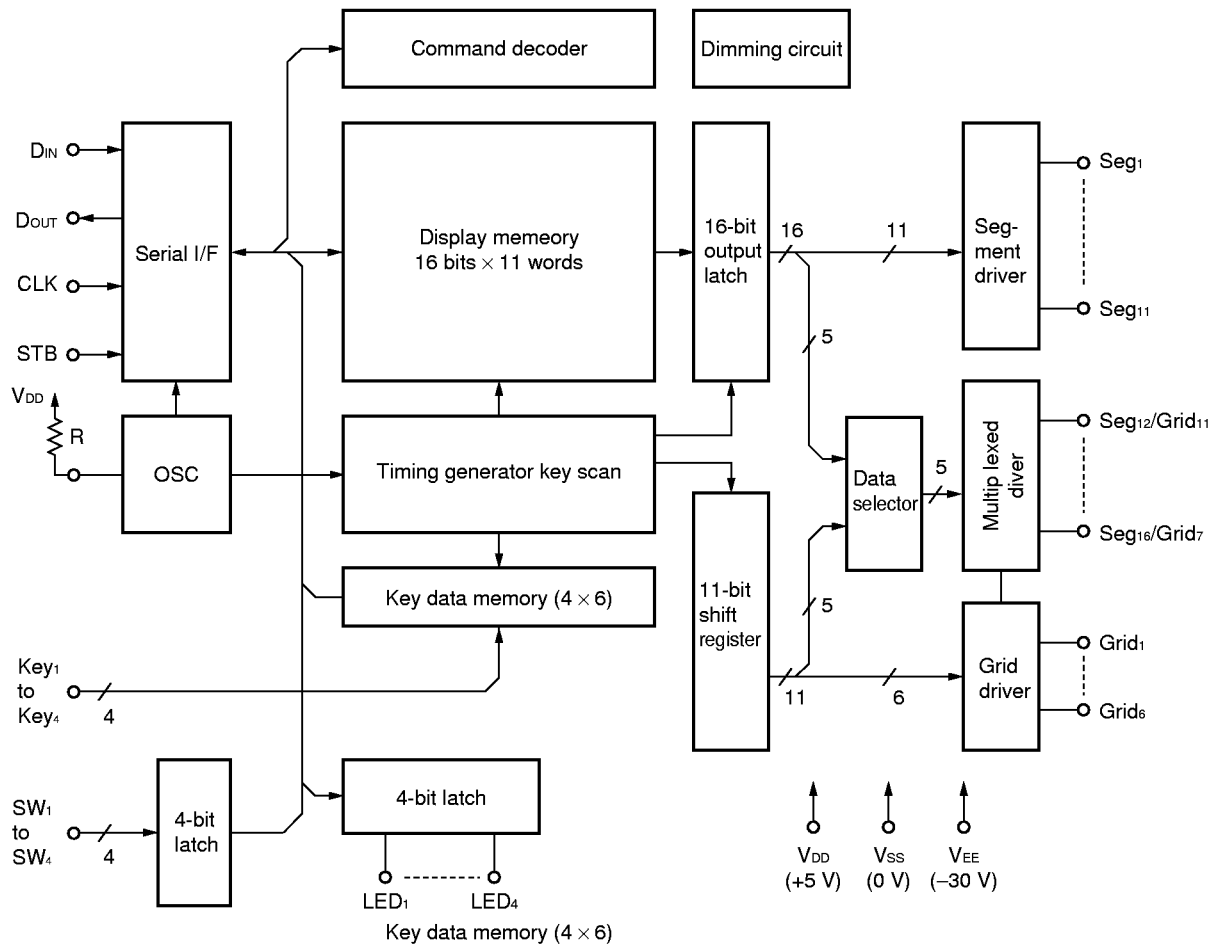 Command decoder
Dimming circuit
DIN
DOUT
CLK
STB
Serial I/F
Display memeory
16 bits × 11 words
16-bit
output
latch
16
11
5
Seg-
ment
driver
Seg1
Seg11
VDD
R
OSC
Timing generator key scan
Data
selector
5
Multip lexed
diver
Seg12/Grid11
Seg16/Grid7
Key data memory (4 × 6)
11-bit
shift
register
5
11
6
Grid
driver
Grid1
Grid6
Key1
to
Key4
4
SW1
to
SW4
4
4-bit
latch
4-bit latch
LED1
LED4
Key data memory (4 × 6)
VDD
(+5 V)
VSS
(0 V)
VEE
(−30 V)